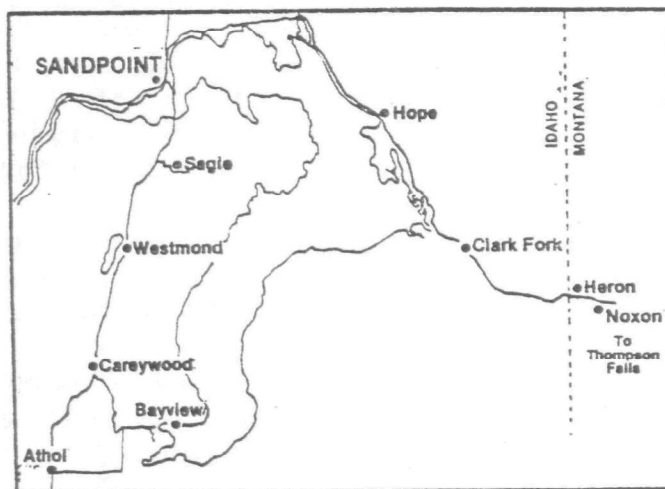 SANDPOINT
Hope
IDAHO
MONTANA
Sagle
Westmond
Clark Fork
Heron
Noxon
To
Thompson
Falls
Careywood
Bayview
Athol